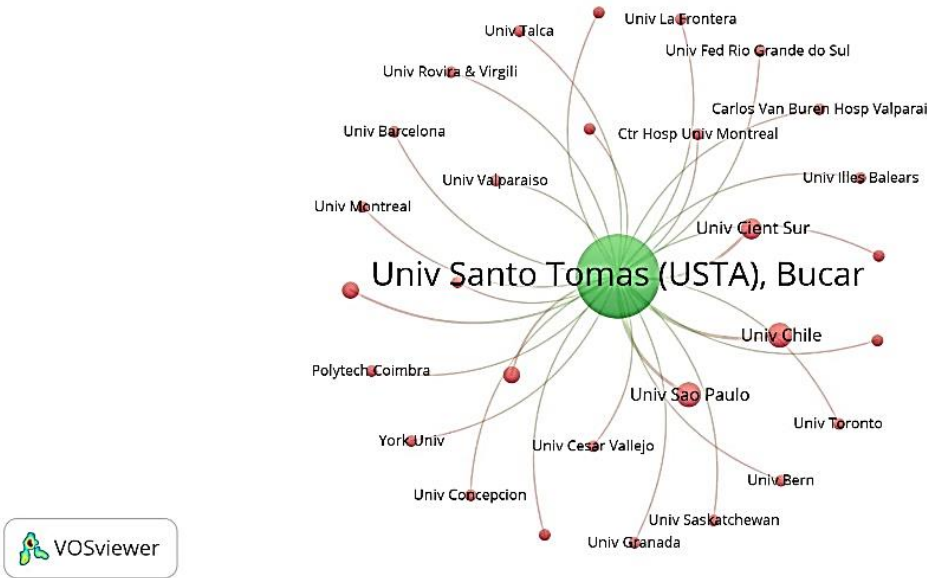 Univ La Frontera
Univ Talca
Univ Fed Rio Grande do Sul
Univ Rovira & Virgili
Carlos Van Buren Hosp Valparai
Univ Barcelona
Ctr Hosp Univ Montreal
Univ Valparaiso
Univ Illes Balears
Univ Montreal
Univ Cient Sur
Univ Santo Tomas (USTA), Bucar
Univ Chile
Polytech Coimbra
Univ Sao Paulo
Univ Toronto
York Univ
Univ Cesar Vallejo
Univ Bern
Univ Concepcion
Univ Saskatchewan
Univ Granada
VOSviewer